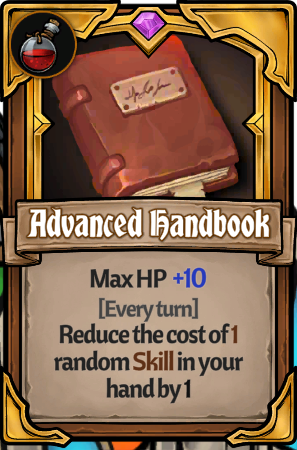 Advanced Handbook
Max HP +10
[Every turn]
Reduce the cost of 1
random Skill in your
hand by 1